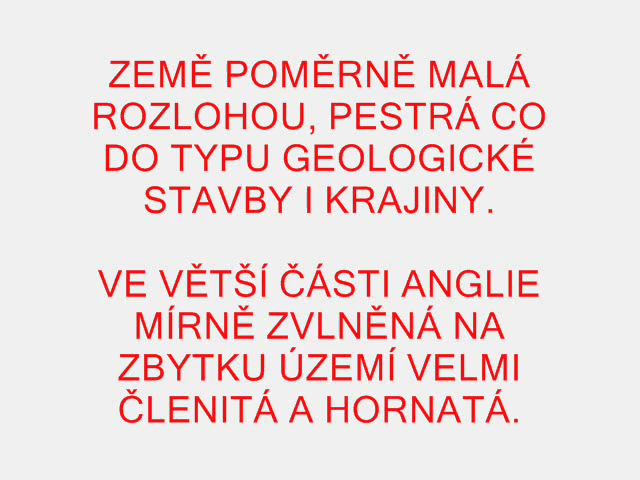 ZEMĚ POMĚRNĚ MALÁ
ROZLOHOU, PESTRÁ CO
DO TYPU GEOLOGICKÉ
STAVBY I KRAJINY.
VE VĚTŠÍ ČÁSTI ANGLIE
MÍRNĚ ZVLNĚNÁ NA
ZBYTKU ÚZEMÍ VELMI
ČLENITÁ A HORNATÁ.